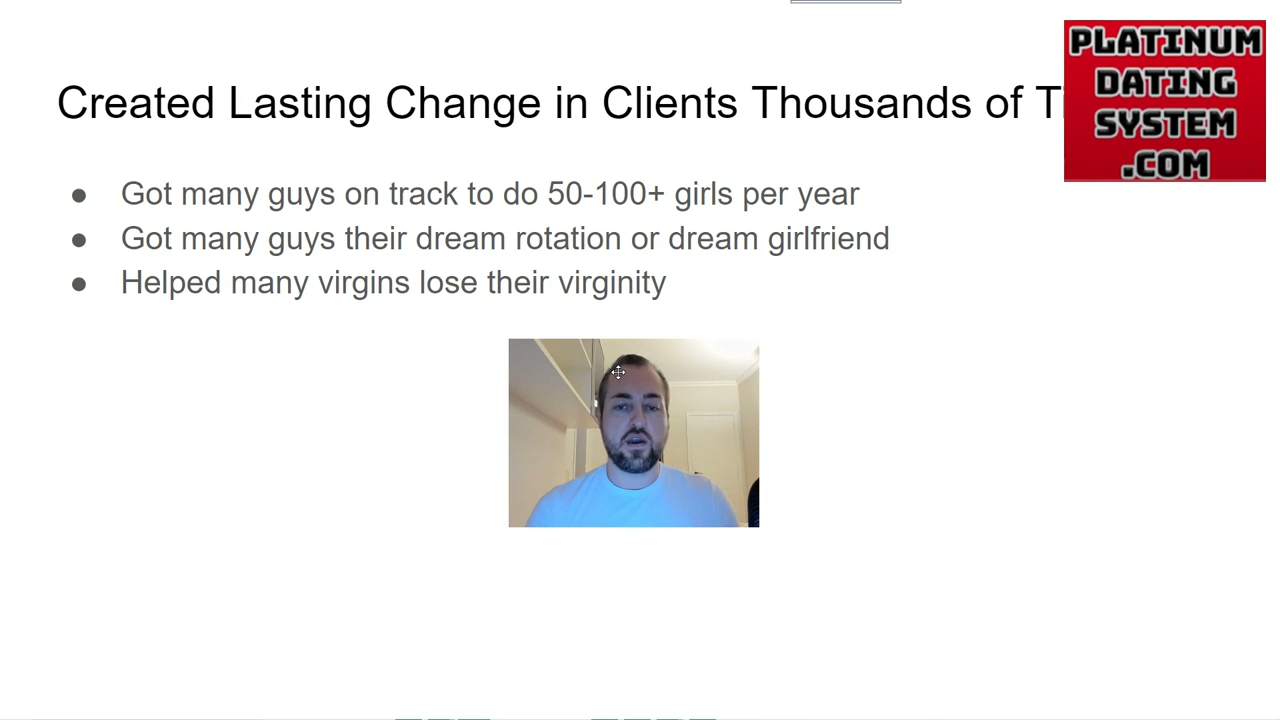 Created Lasting Change in Clients Thousands of
Got many guys on track to do 50-100+ girls per year
Got many guys their dream rotation or dream girlfriend
Helped many virgins lose their virginity
PLATINUM
DATING
SYSTEM
.COM